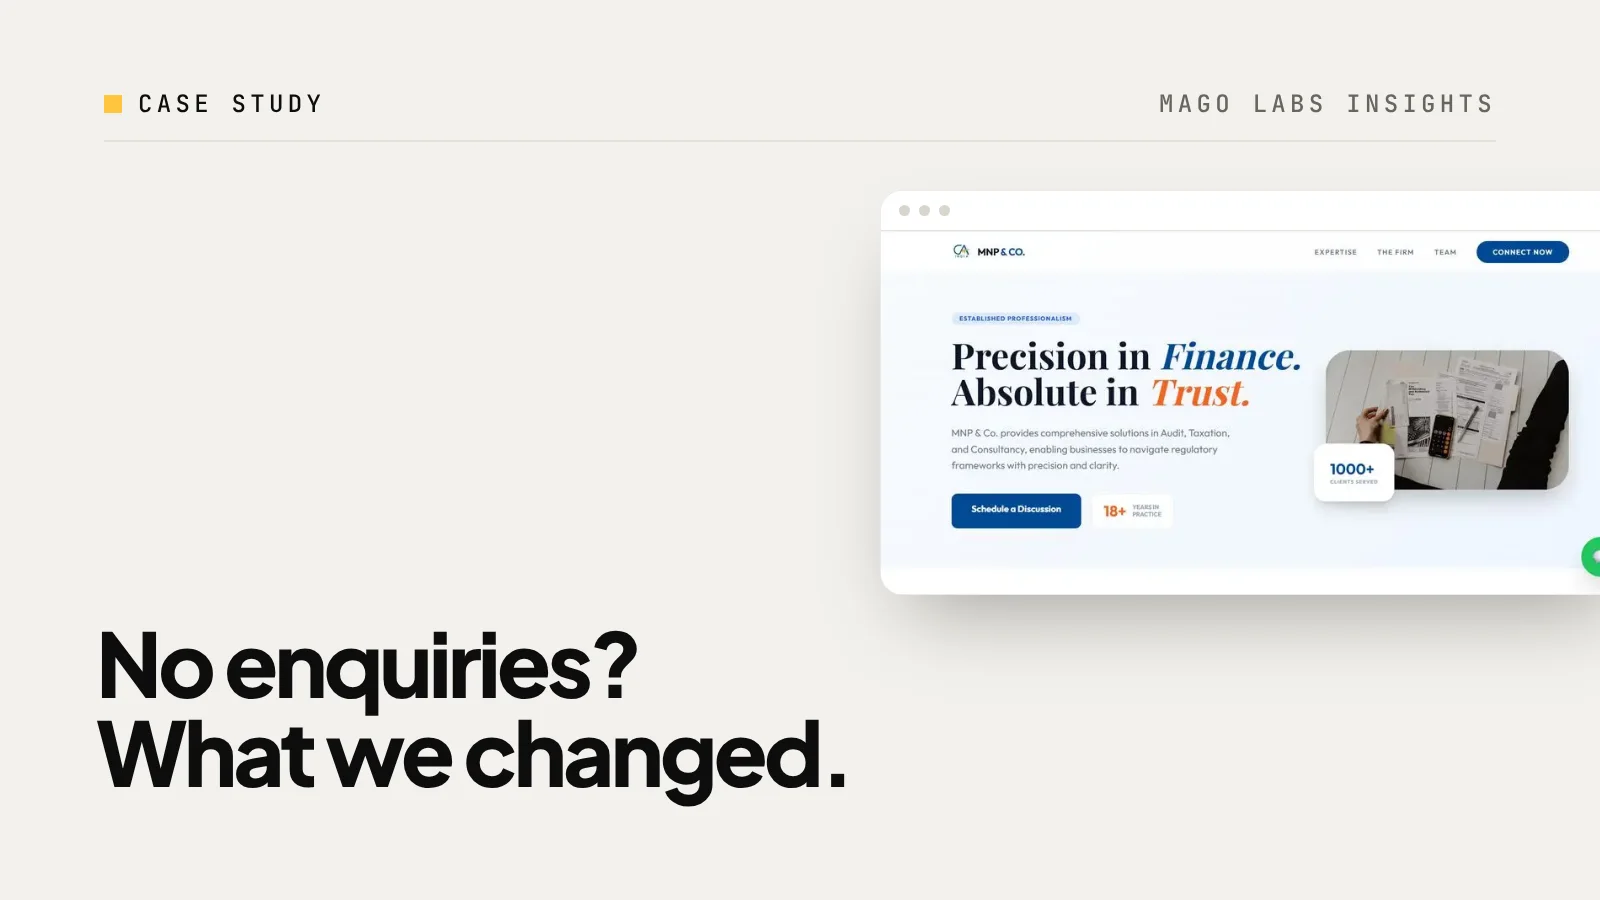 CASE STUDY
MAGO LABS INSIGHTS
CA
MNP & CO.
EXPERTISE
THE FIRM
TEAM
CONNECT NOW
ESTABLISHED PROFESSIONALISM
Precision in Finance.
Absolute in Trust.
MNP & Co. provides comprehensive solutions in Audit, Taxation,
and Consultancy, enabling businesses to navigate regulatory
frameworks with precision and clarity.
Schedule a Discussion
18+
YEARS IN
PRACTICE
1000+
CLIENTS SERVED
No enquiries?
What we changed.